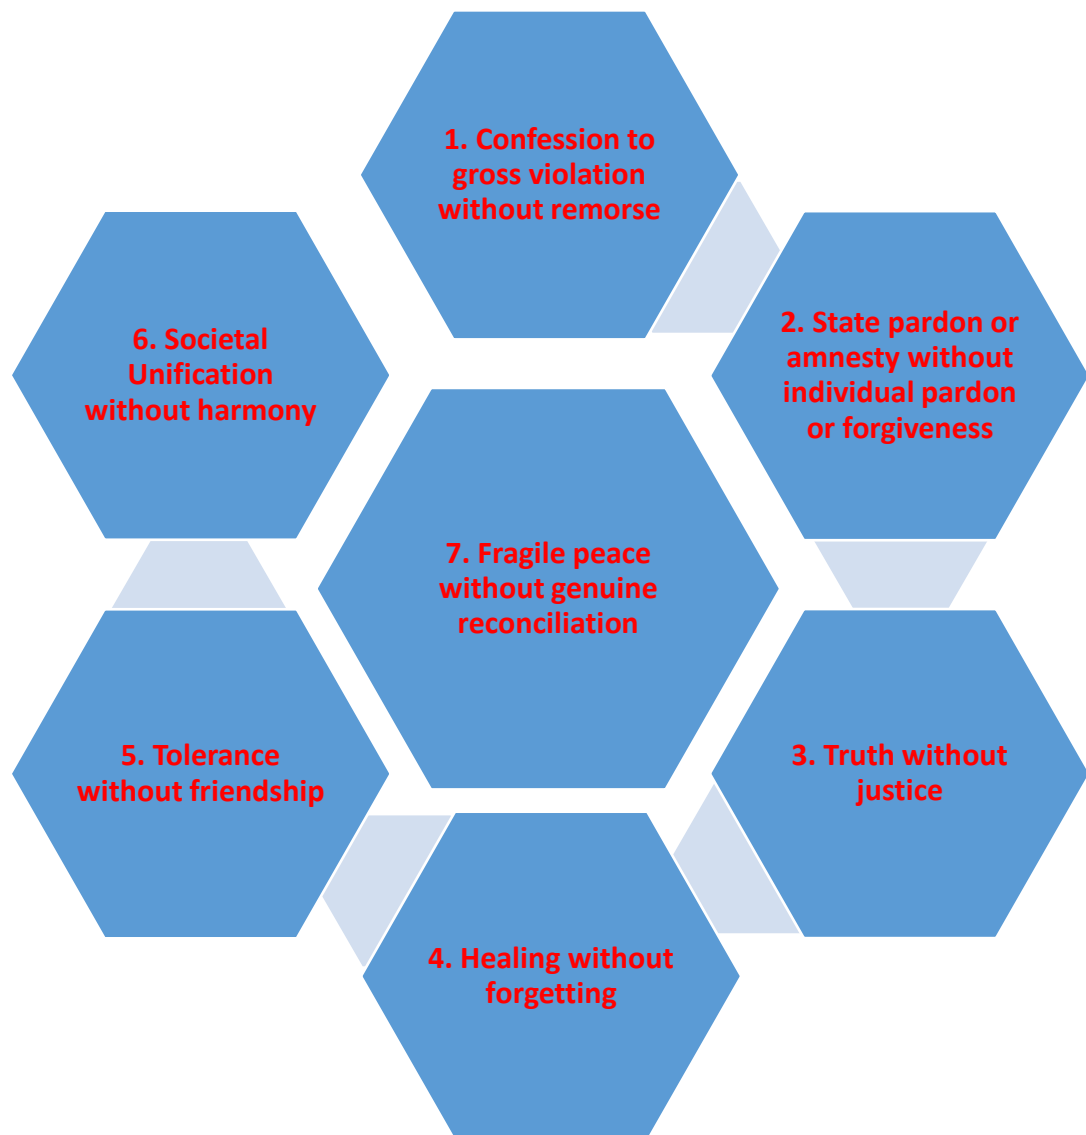 1. Confession to
gross violation
without remorse
2. State pardon or
amnesty without
individual pardon
or forgiveness
3. Truth without
justice
4. Healing without
forgetting
5. Tolerance
without friendship
6. Societal
Unification
without harmony
7. Fragile peace
without genuine
reconciliation